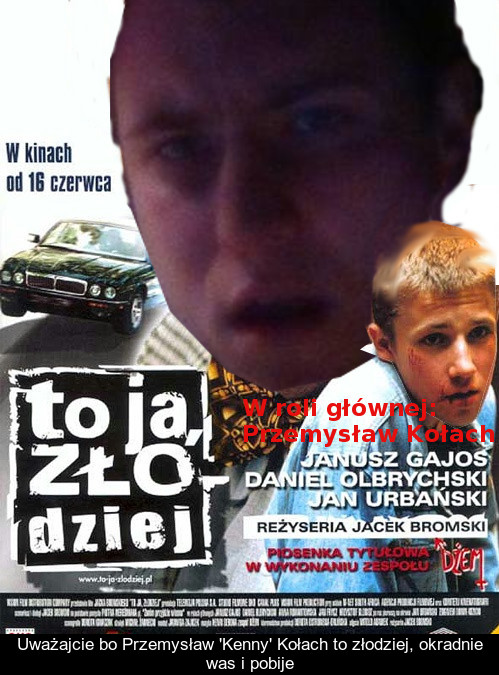 W kinach
od 16 czerwca
to ja,
ZŁO
dziej
www.to-ja-zlodziej.pl
W roli głównej:
Przemysław Kołach
JANUSZ GAJOS
DANIEL OLBRYCHSKI
JAN URBAŃSKI
REŻYSERIA JACEK BROMSKI
PIOSENKA TYTUŁOWA
W WYKONANIU ZESPOŁU
DŻEM
Uważajcie bo Przemysław 'Kenny' Kołach to złodziej, okradnie
was i pobije